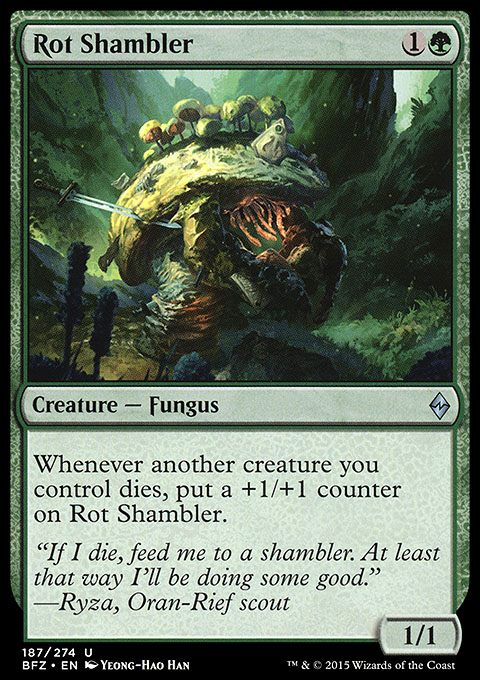 Rot Shambler 1
Creature — Fungus
Whenever another creature you
control dies, put a +1/+1 counter
on Rot Shambler.
“If I die, feed me to a shambler. At least
that way I’ll be doing some good.”
—Ryza, Oran-Rief scout
1/1
187/274 U
BFZ • EN Yeong-Hao Han
™ & © 2015 Wizards of the Coast